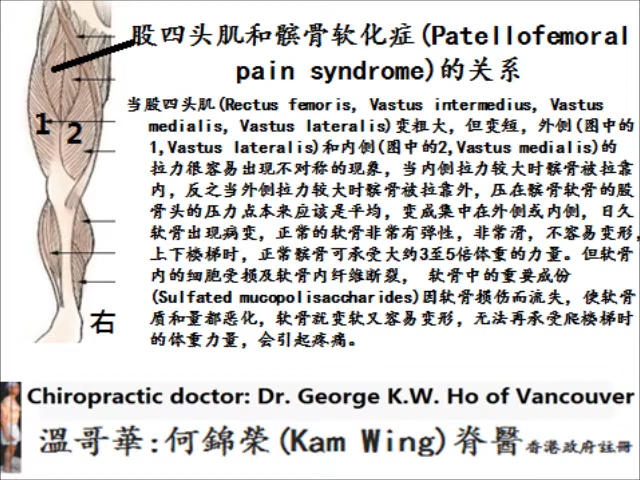 股四头肌和髌骨软化症(Patellofemoral
pain syndrome)的关系
当股四头肌(Rectus femoris, Vastus intermedius, Vastus
medialis, Vastus lateralis)变粗大，但变短，外侧(图中的
1,Vastus lateralis)和内侧(图中的2,Vastus medialis)的
拉力很容易出现不对称的现象，当内侧拉力较大时髌骨被拉靠
内，反之当外侧拉力较大时髌骨被拉靠外，压在髌骨软骨的股
骨头的压力点本来应该是平均，变成集中在外侧或内侧，日久
软骨出现病变，正常的软骨非常有弹性，非常滑，不容易变形，
上下楼梯时，正常髌骨可承受大约3至5倍体重的力量。但软骨
内的细胞受损及软骨内纤维断裂， 软骨中的重要成份
(Sulfated mucopolisaccharides)因软骨损伤而流失，使软骨
质和量都恶化，软骨就变软又容易变形，无法再承受爬楼梯时
的体重力量，会引起疼痛。
1
2
右
Chiropractic doctor: Dr. George K.W. Ho of Vancouver
溫哥華:何錦榮(Kam Wing)脊醫香港政府註冊